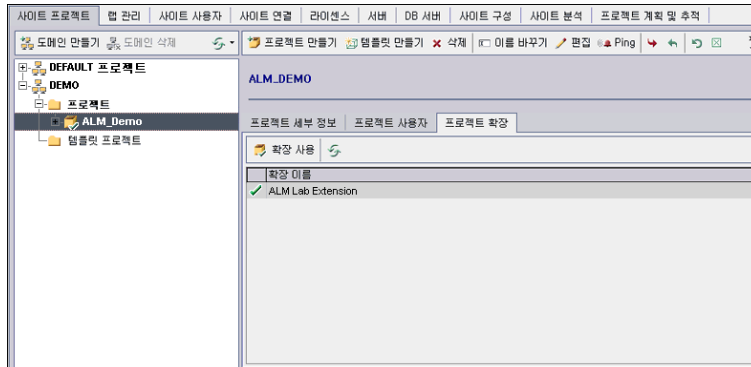 사이트 프로젝트 랩 관리 사이트 사용자 사이트 연결 라이센스 서버 DB 서버 사이트 구성 사이트 분석 프로젝트 계획 및 추적
도메인 만들기 도메인 삭제 프로젝트 만들기 템플릿 만들기 삭제 이름 바꾸기 편집 Ping
DEFAULT 프로젝트
DEMO
프로젝트
ALM_Demo
템플릿 프로젝트
ALM_DEMO
프로젝트 세부 정보 프로젝트 사용자 프로젝트 확장
확장 사용
확장 이름
ALM Lab Extension